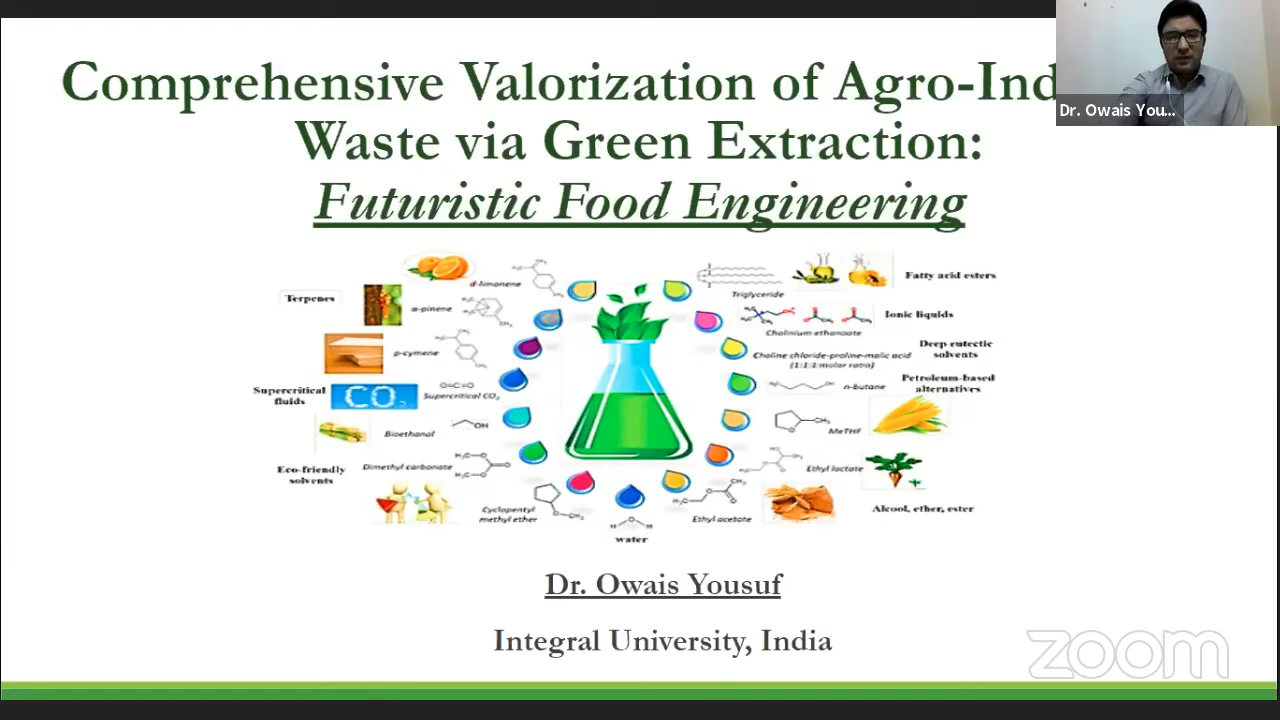 Comprehensive Valorization of Agro-Ind
Waste via Green Extraction:
Futuristic Food Engineering
Dr. Owais You...
d-limonene
Terpenes
α-pinene
p-cymene
Supercritical
fluids
CO2
O=C=O
Supercritical CO2
Bioethanol
OH
Eco-friendly
solvents
Dimethyl carbonate
Cyclopentyl
methyl ether
water
Triglyceride
Fatty acid esters
Cholinium ethanoate
Ionic liquids
Choline chloride-proline-malic acid
(1:1:1:molar ratio)
Deep eutectic
solvents
n-butane
Petroleum-based
alternatives
MeTHF
Ethyl lactate
Ethyl acetate
Alcool, ether, ester
Dr. Owais Yousuf
Integral University, India
zoom